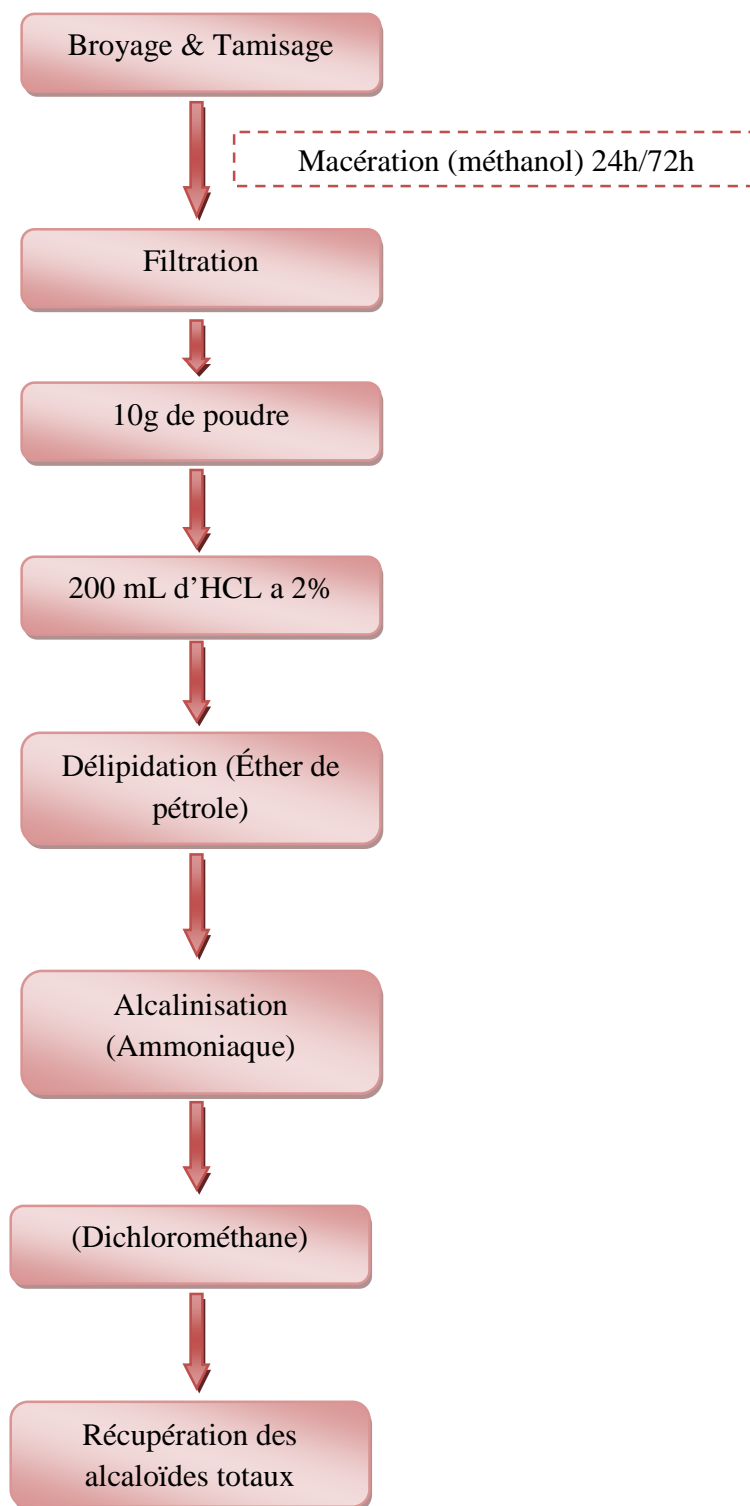 Broyage & Tamisage
Macération (méthanol) 24h/72h
Filtration
10g de poudre
200 mL d’HCL a 2%
Délipidation (Éther de
pétrole)
Alcalinisation
(Ammoniaque)
(Dichlorométhane)
Récupération des
alcaloïdes totaux